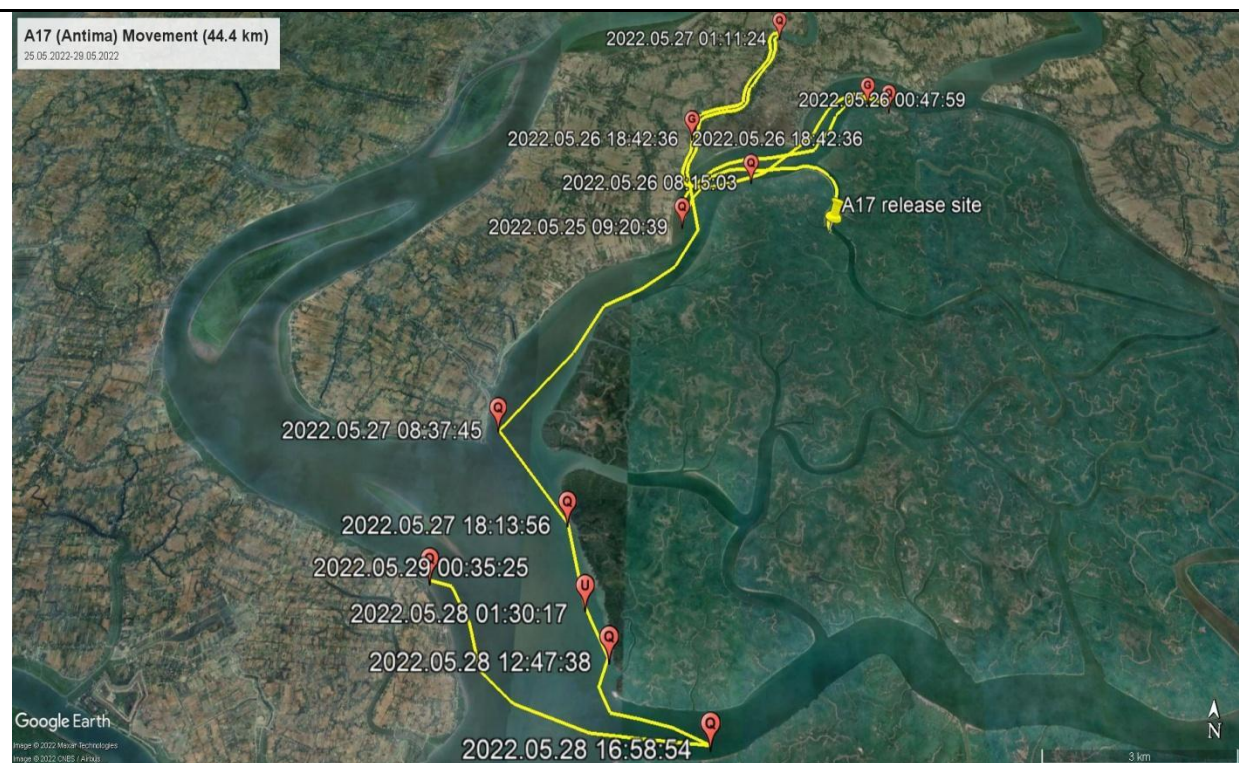 A17 (Antima) Movement (44.4 km)
25.05.2022-29.05.2022
2022.05.27 01:11:24
G
2022.05.26 00:47:59
G
2022.05.26 18:42:36
2022.05.26 18:42:36
Q
2022.05.26 08:15:03
Q
A17 release site
2022.05.25 09:20:39
Q
2022.05.27 08:37:45
Q
2022.05.27 18:13:56
2022.05.29 00:35:25
U
2022.05.28 01:30:17
Q
2022.05.28 12:47:38
Q
2022.05.28 16:58:54
Google Earth
Image © 2022 Maxar Technologies
Image © 2022 CNES / Airbus
N
3 km